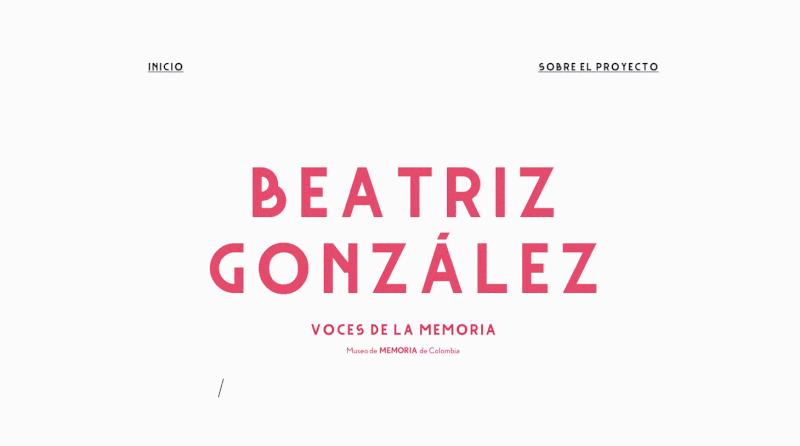 INICIO
SOBRE EL PROYECTO
BEATRIZ
GONZÁLEZ
VOCES DE LA MEMORIA
Museo de MEMORIA de Colombia
/